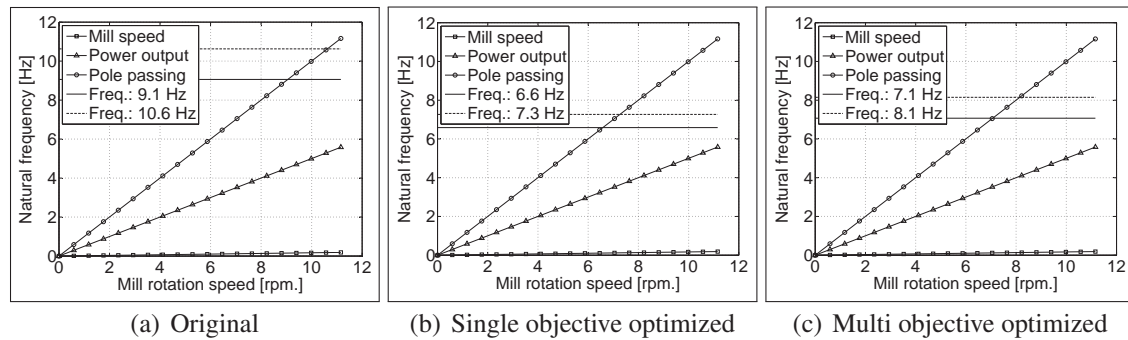 Natural frequency [Hz]
12
10
8
6
4
2
0
Mill speed
Power output
Pole passing
Freq.: 9.1 Hz
Freq.: 10.6 Hz
0 2 4 6 8 10 12
Mill rotation speed [rpm.]
(a) Original
Natural frequency [Hz]
12
10
8
6
4
2
0
Mill speed
Power output
Pole passing
Freq.: 6.6 Hz
Freq.: 7.3 Hz
0 2 4 6 8 10 12
Mill rotation speed [rpm.]
(b) Single objective optimized
Natural frequency [Hz]
12
10
8
6
4
2
0
Mill speed
Power output
Pole passing
Freq.: 7.1 Hz
Freq.: 8.1 Hz
0 2 4 6 8 10 12
Mill rotation speed [rpm.]
(c) Multi objective optimized